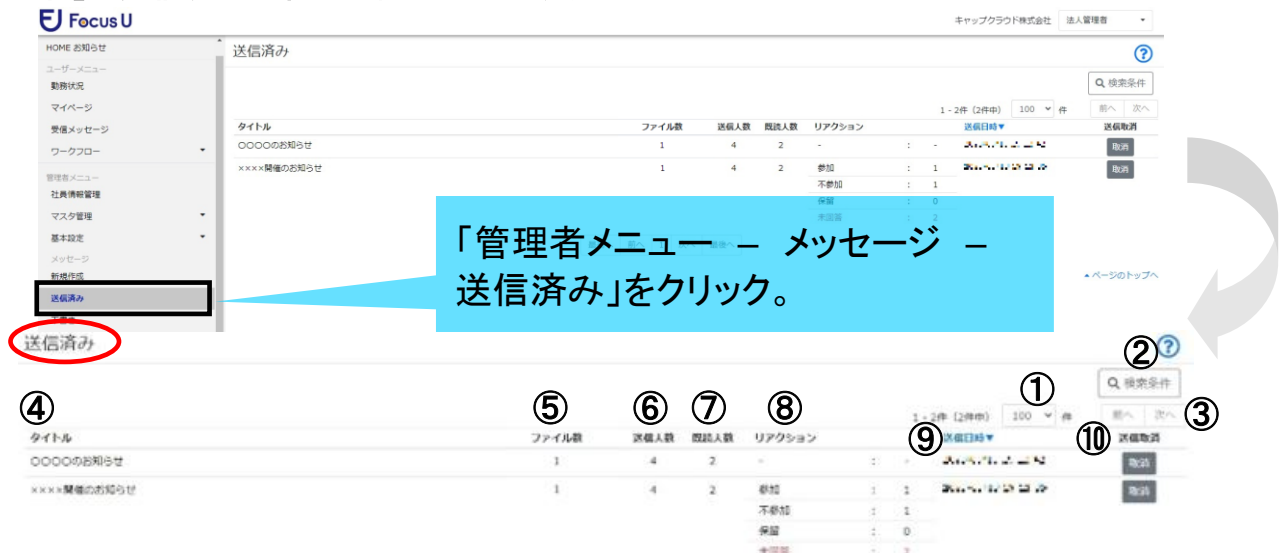 Focus U
キャップクラウド株式会社 法人管理者
HOME お知らせ
送信済み
?
ユーザーメニュー
勤務状況
検索条件
マイページ
1 - 2件 (2件中) 100 件 前へ 次へ
受信メッセージ
タイトル ファイル数 送信人数 既読人数 リアクション 送信日時▼ 送信取消
ワークフロー
〇〇〇〇のお知らせ 1 4 2 - : - 取消
××××開催のお知らせ 1 4 2 参加 : 1 取消
管理者メニュー
不参加 : 1
社員情報管理
保留 : 0
マスタ管理
未回答 : 2
基本設定
「管理者メニュー – メッセージ –
送信済み」をクリック。
メッセージ
新規作成
▲ ページのトップへ
送信済み
送信済み
②
?
① 検索条件
④ ⑤ ⑥ ⑦ ⑧ 1 - 2件 (2件中) 100 件 前へ 次へ ③
タイトル ファイル数 送信人数 既読人数 リアクション ⑨ 送信日時▼ ⑩ 送信取消
〇〇〇〇のお知らせ 1 4 2 - : - 取消
××××開催のお知らせ 1 4 2 参加 : 1 取消
不参加 : 1
保留 : 0
未回答 : 2